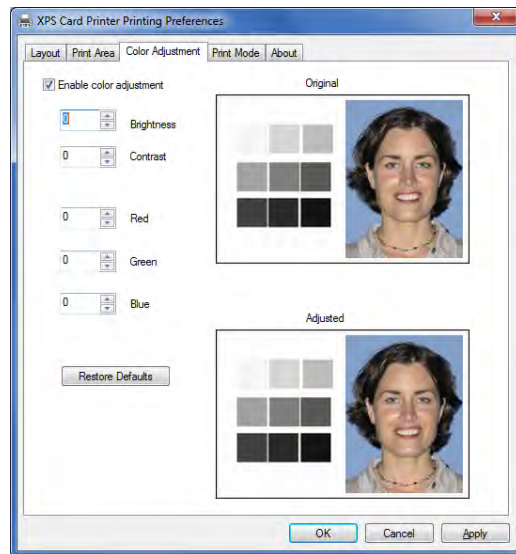 XPS Card Printer Printing Preferences
Layout Print Area Color Adjustment Print Mode About
Enable color adjustment
Original
0 Brightness
0 Contrast
0 Red
0 Green
0 Blue
Adjusted
Restore Defaults
OK Cancel Apply